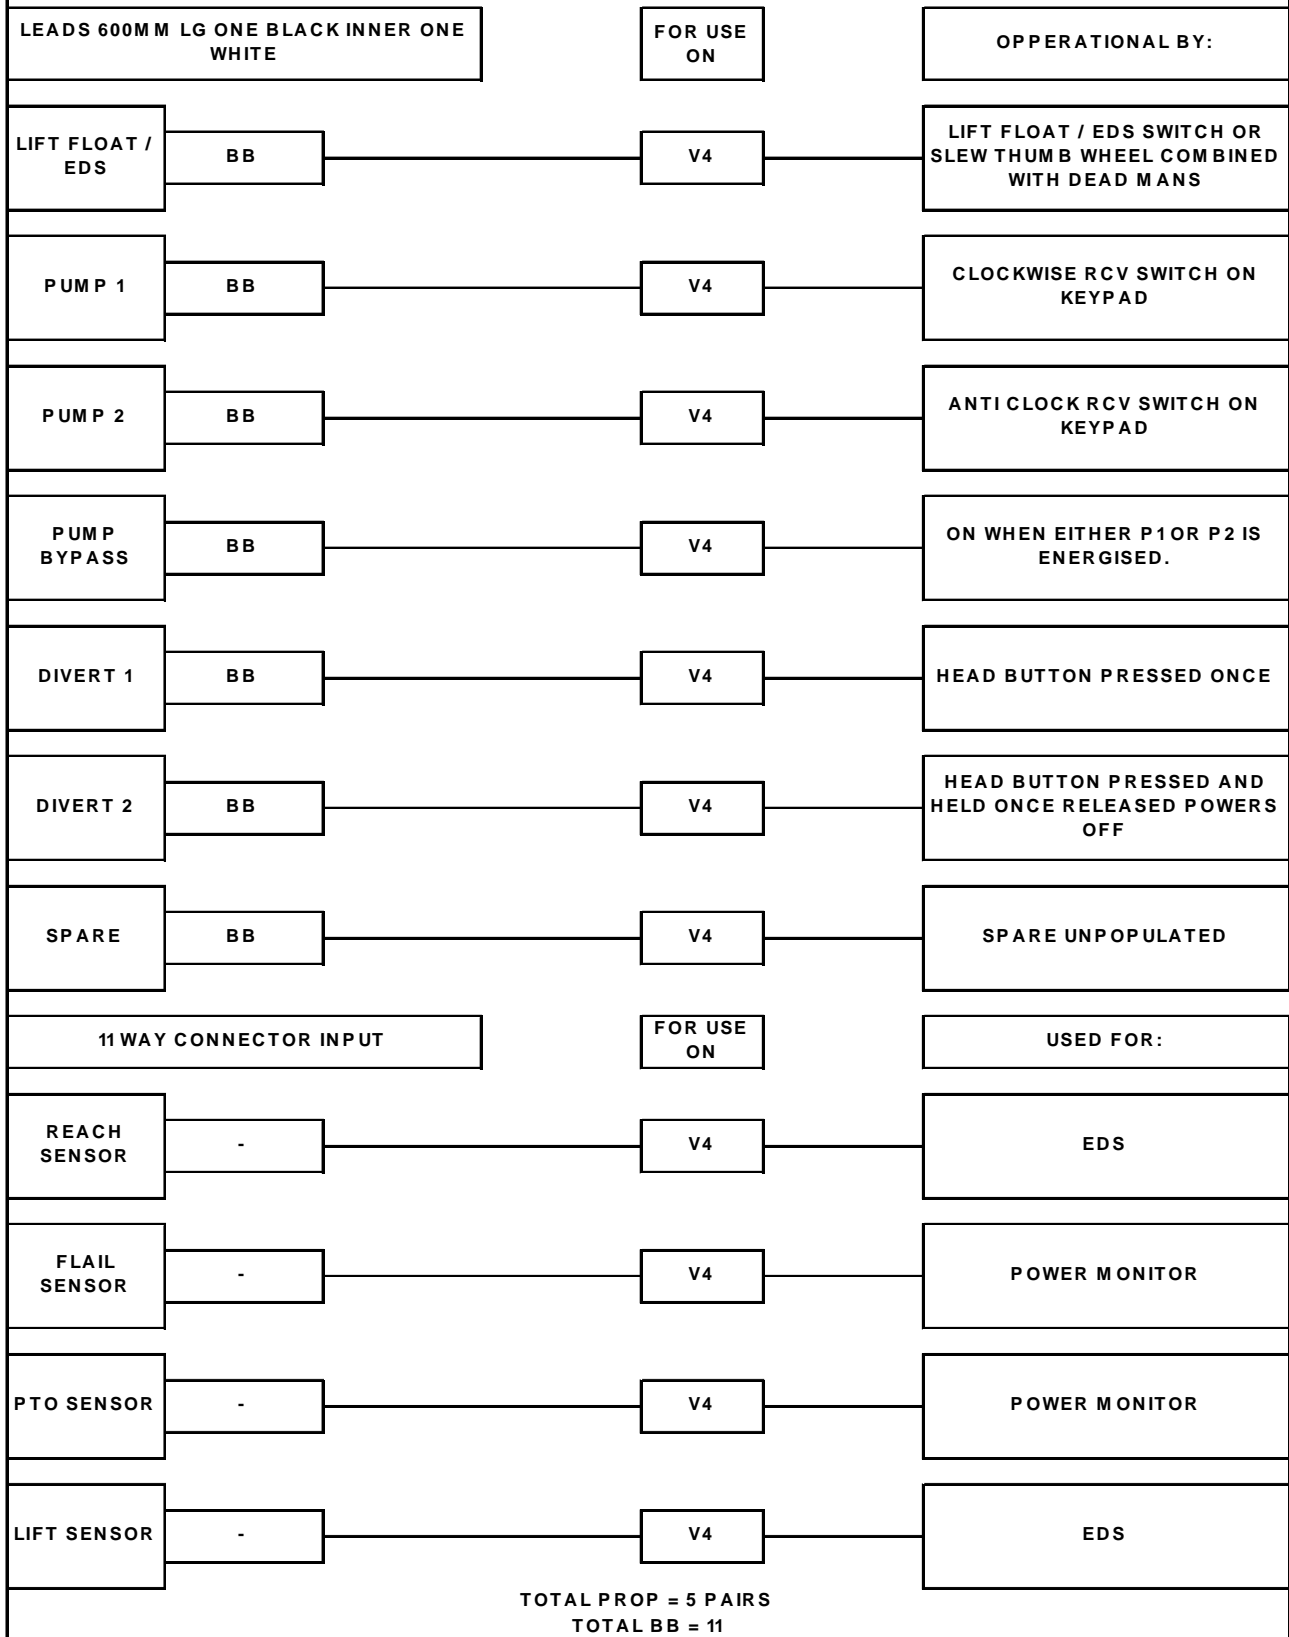 LEADS 600MM LG ONE BLACK INNER ONE
WHITE
FOR USE
ON
OPPERATIONAL BY:
LIFT FLOAT /
EDS
BB
V4
LIFT FLOAT / EDS SWITCH OR
SLEW THUMB WHEEL COMBINED
WITH DEAD MANS
PUMP 1
BB
V4
CLOCKWISE RCV SWITCH ON
KEYPAD
PUMP 2
BB
V4
ANTI CLOCK RCV SWITCH ON
KEYPAD
PUMP
BYPASS
BB
V4
ON WHEN EITHER P1 OR P2 IS
ENERGISED.
DIVERT 1
BB
V4
HEAD BUTTON PRESSED ONCE
DIVERT 2
BB
V4
HEAD BUTTON PRESSED AND
HELD ONCE RELEASED POWERS
OFF
SPARE
BB
V4
SPARE UNPOPULATED
11 WAY CONNECTOR INPUT
FOR USE
ON
USED FOR:
REACH
SENSOR
-
V4
EDS
FLAIL
SENSOR
-
V4
POWER MONITOR
PTO SENSOR
-
V4
POWER MONITOR
LIFT SENSOR
-
V4
EDS
TOTAL PROP = 5 PAIRS
TOTAL BB = 11